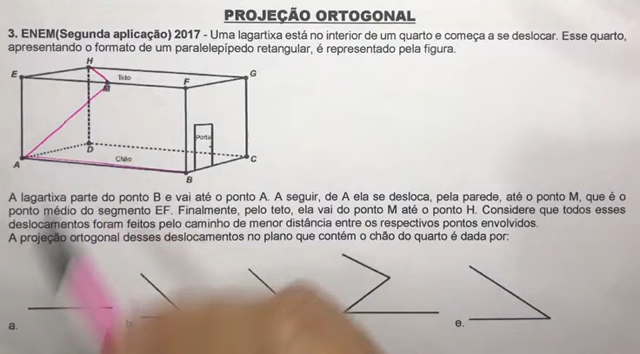 PROJEÇÃO ORTOGONAL
3. ENEM(Segunda aplicação) 2017 - Uma lagartixa está no interior de um quarto e começa a se deslocar. Esse quarto,
apresentando o formato de um paralelepípedo retangular, é representado pela figura.
H
E Teto G
F
M
Porta
D
Chão C
A
B
A lagartixa parte do ponto B e vai até o ponto A. A seguir, de A ela se desloca, pela parede, até o ponto M, que é o
ponto médio do segmento EF. Finalmente, pelo teto, ela vai do ponto M até o ponto H. Considere que todos esses
deslocamentos foram feitos pelo caminho de menor distância entre os respectivos pontos envolvidos.
A projeção ortogonal desses deslocamentos no plano que contém o chão do quarto é dada por:
a. e.